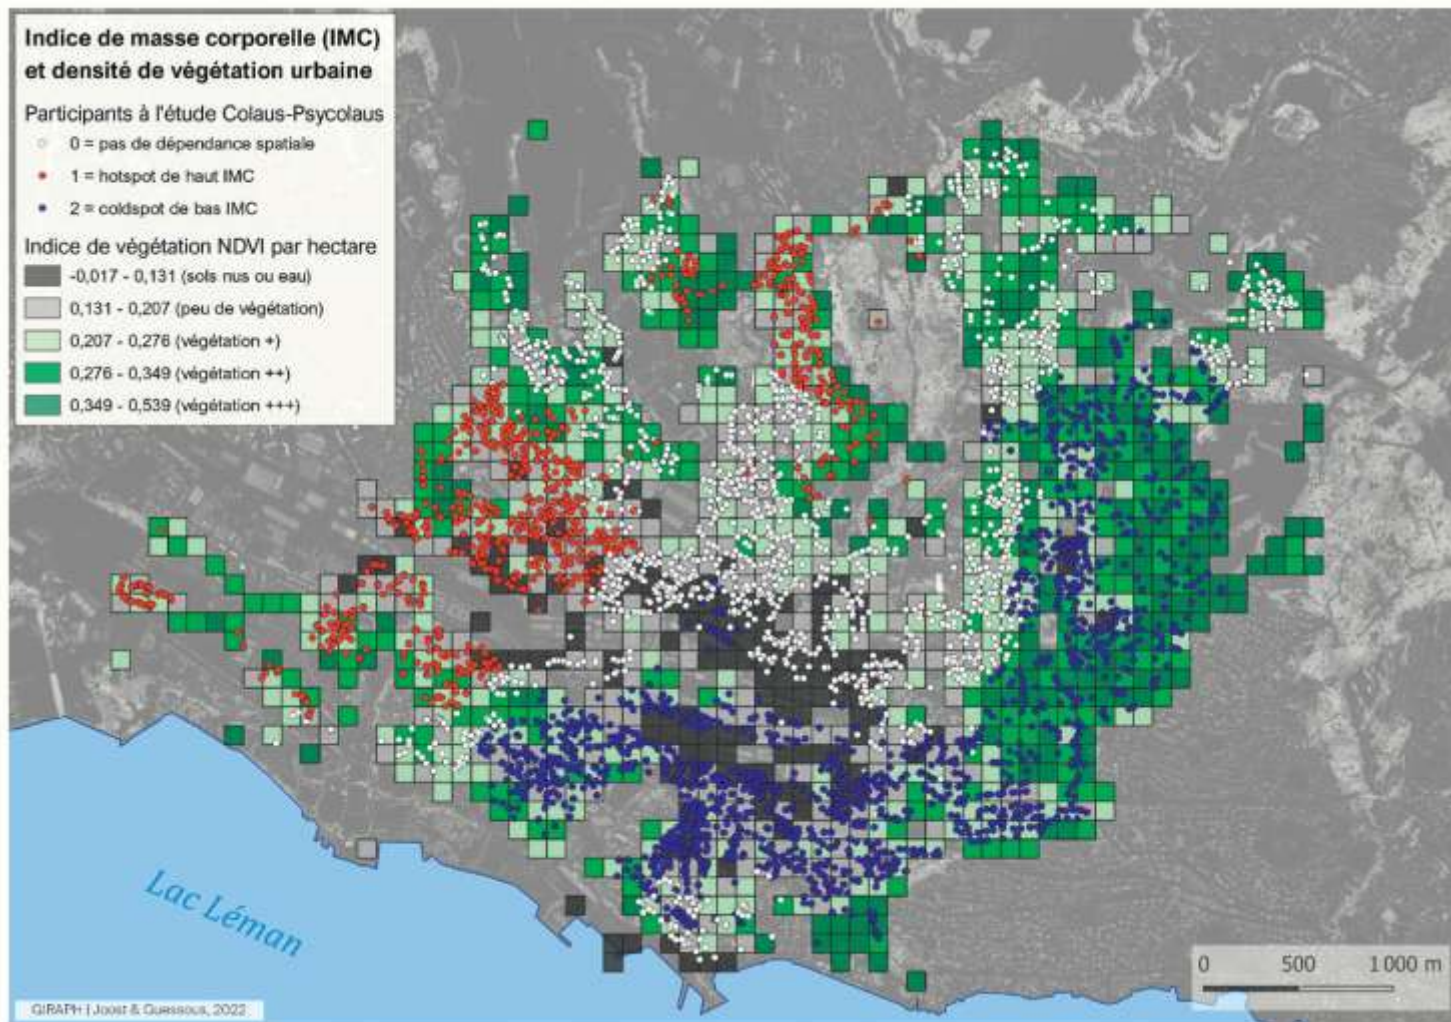 Indice de masse corporelle (IMC)
et densité de végétation urbaine
Participants à l'étude Colaus-Psycolaus
0 = pas de dépendance spatiale
1 = hotspot de haut IMC
2 = coldspot de bas IMC
Indice de végétation NDVI par hectare
-0,017 - 0,131 (sols nus ou eau)
0,131 - 0,207 (peu de végétation)
0,207 - 0,276 (végétation +)
0,276 - 0,349 (végétation ++)
0,349 - 0,539 (végétation +++)
Lac Léman
0 500 1 000 m
GIRAPH | Joost & Guessous, 2022